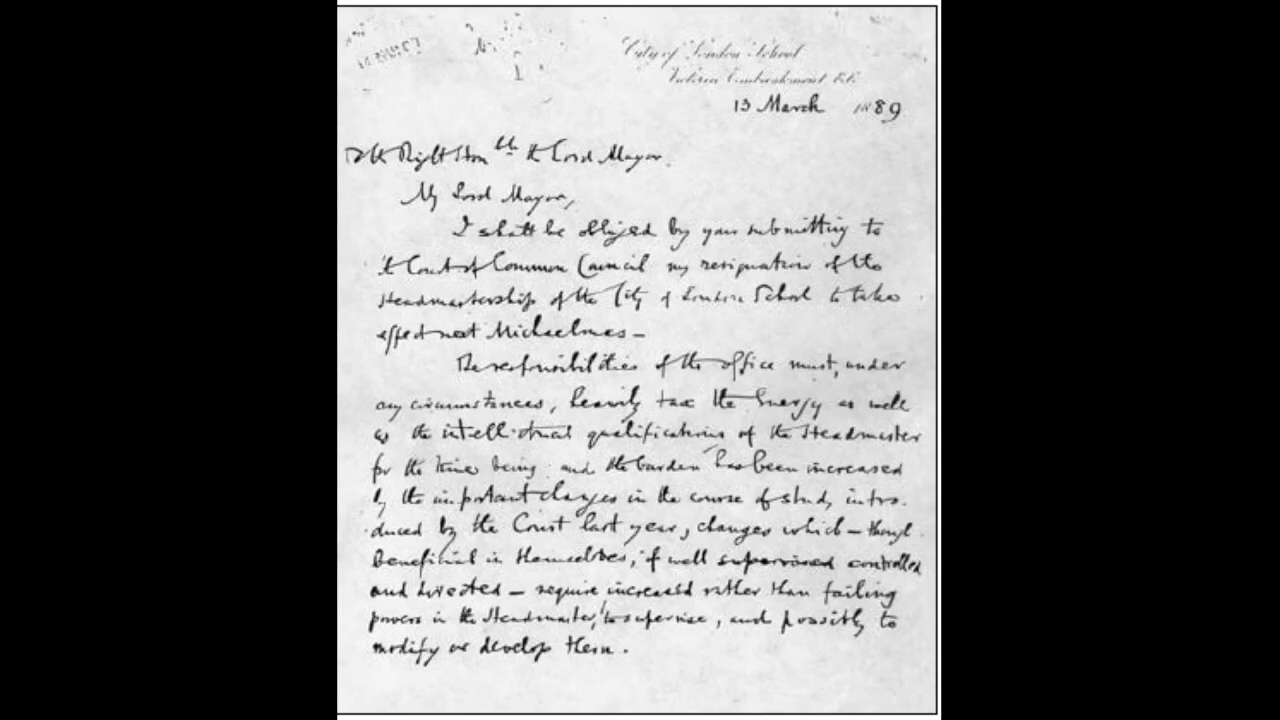 City of London School
Victoria Embankment. E.C.
13 March 1889
To the Right Hon ble the Lord Mayor.
My Lord Mayor,
I shall be obliged by your submitting to
the Court of Common Council my resignation of the
Headmastership of the City of London School to take
effect next Michaelmas –
The responsibilities of the office must, under
any circumstances, heavily tax the Energy as well
as the intellectual qualifications of the Headmaster
for the time being: and the burden has been increased
by the important changes in the course of study intro-
duced by the Court last year, changes which – though
beneficial in themselves, if well supervised controlled
and directed – require increased rather than failing
powers in the Headmaster, to supervise, and possibly to
modify or develop them.